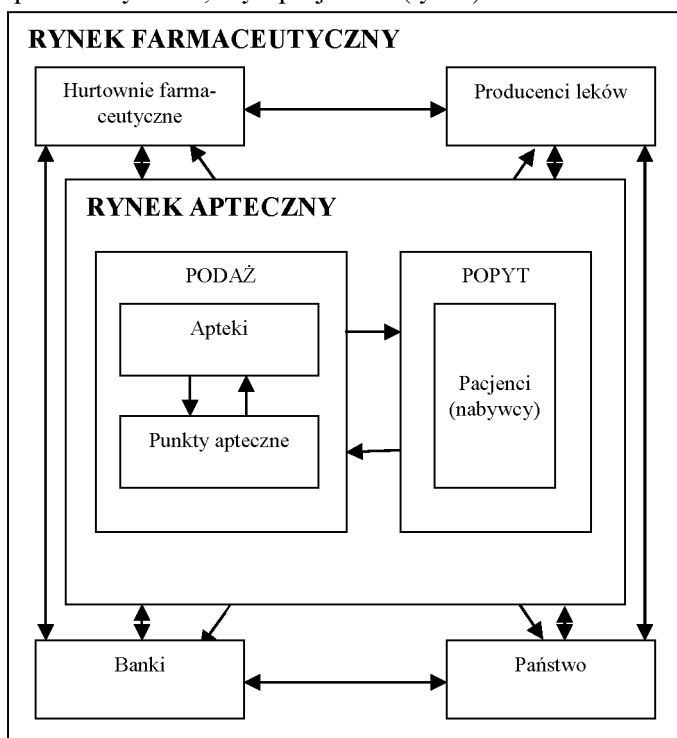 RYNEK FARMACEUTYCZNY
Hurtownie farma-
ceutyczne
Producenci leków
RYNEK APTECZNY
PODAŻ
POPYT
Apteki
Pacjenci
(nabywcy)
Punkty apteczne
Banki
Państwo